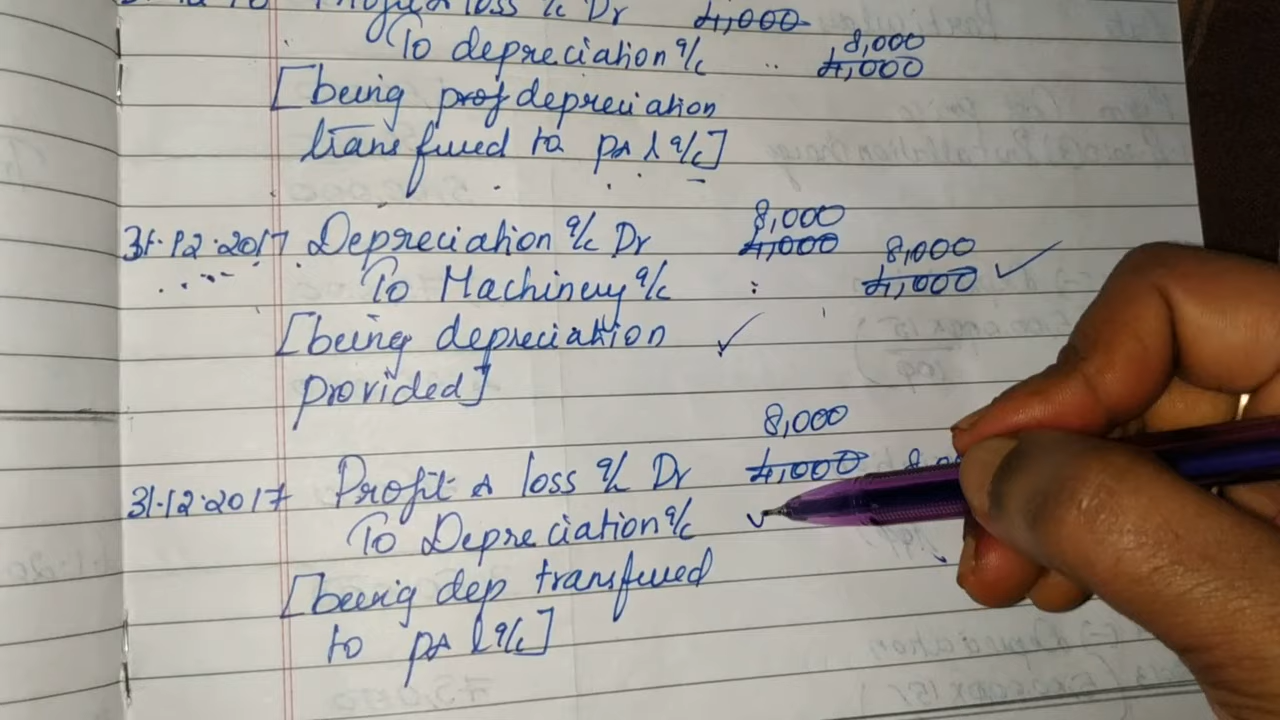 Profit & loss a/c Dr 4,000
8,000
To depreciation a/c .. 4,000
[being prof depreciation
transfured to P&l a/c]
8,000
31.12.2017 Depreciation a/c Dr 4,000 8,000
To Machinery a/c : 4,000
[being depreciation
provided]
8,000
31.12.2017 Profit & loss a/c Dr 4,000
To Depreciation a/c
[being dep transfured
to P&l a/c]